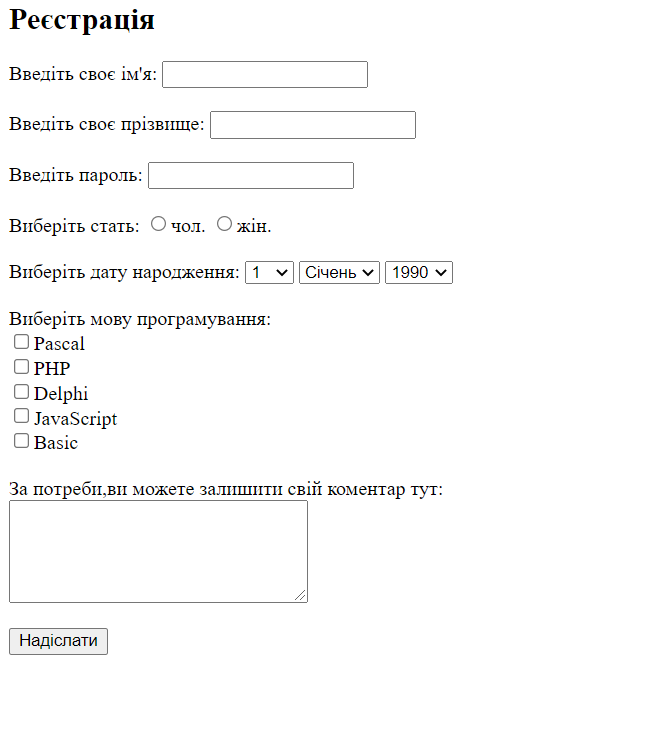 Реєстрація
Введіть своє ім'я:
Введіть своє прізвище:
Введіть пароль:
Виберіть стать: чол. жін.
Виберіть дату народження: 1 Січень 1990
Виберіть мову програмування:
Pascal
PHP
Delphi
JavaScript
Basic
За потреби,ви можете залишити свій коментар тут:
Надіслати